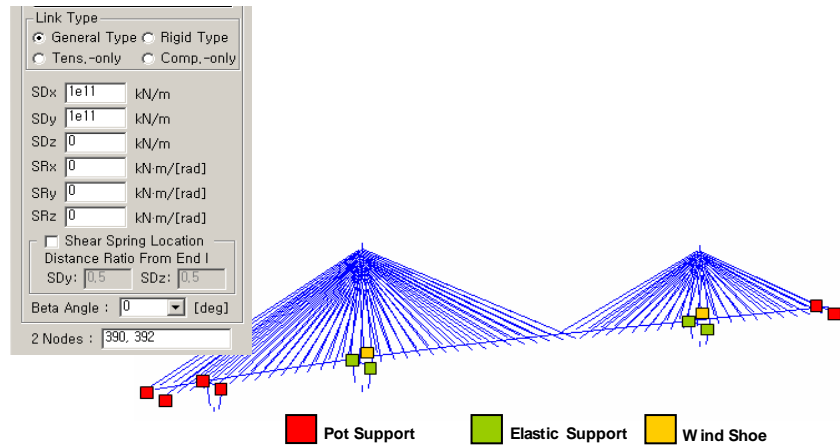 Link Type
General Type Rigid Type
Tens.-only Comp.-only
SDx 1e11 kN/m
SDy 1e11 kN/m
SDz 0 kN/m
SRx 0 kN·m/[rad]
SRy 0 kN·m/[rad]
SRz 0 kN·m/[rad]
Shear Spring Location
Distance Ratio From End I
SDy: 0,5 SDz: 0,5
Beta Angle : 0 [deg]
2 Nodes : 390, 392
Pot Support Elastic Support Wind Shoe